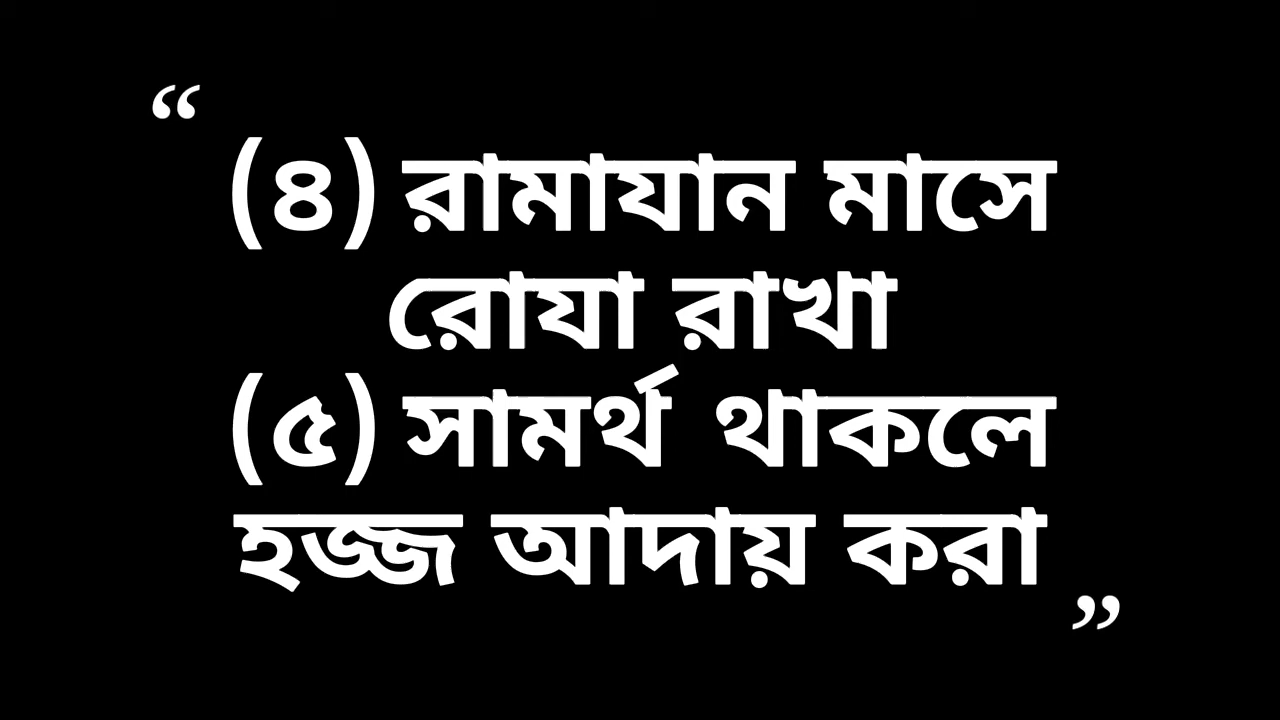 “
(৪) রামাযান মাসে
রোযা রাখা
(৫) সামর্থ থাকলে
হজ্জ আদায় করা
”